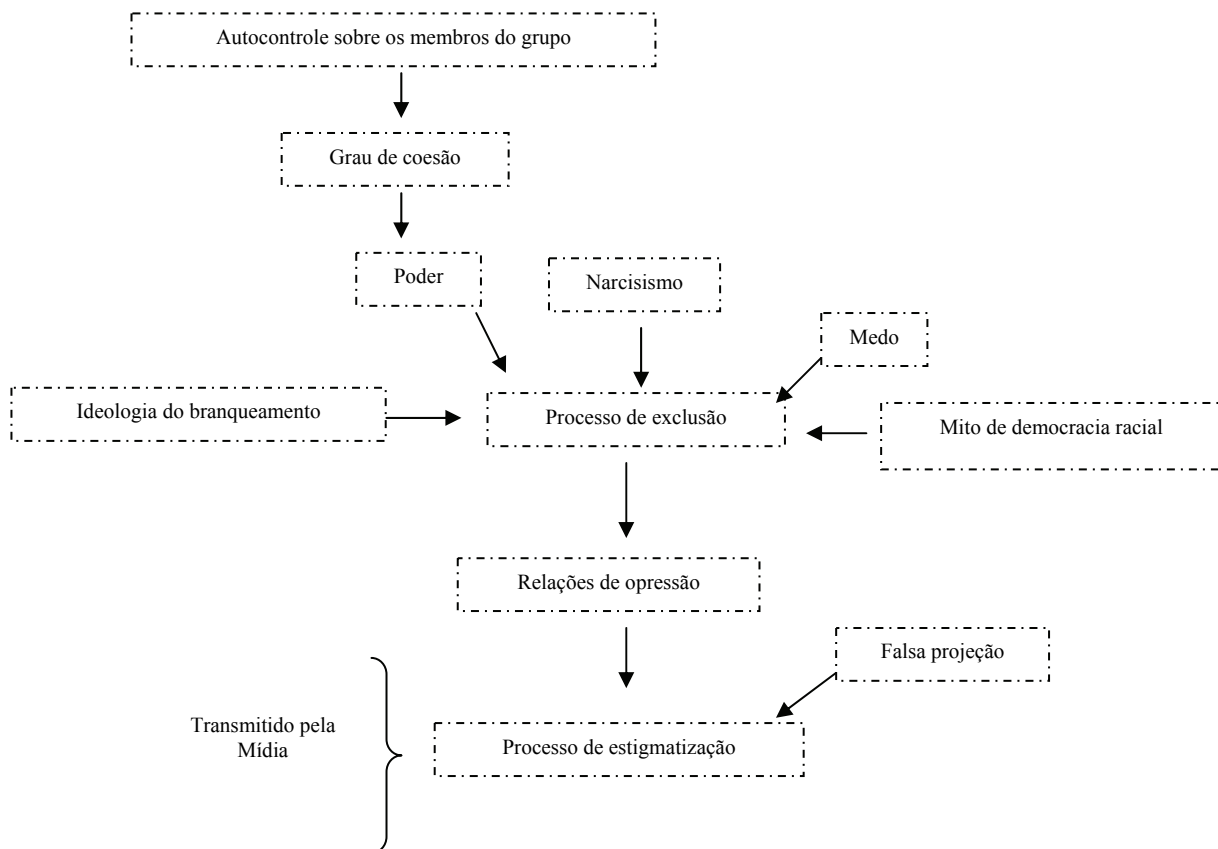 Autocontrole sobre os membros do grupo
Grau de coesão
Poder
Narcisismo
Medo
Ideologia do branqueamento
Processo de exclusão
Mito de democracia racial
Relações de opressão
Falsa projeção
Transmitido pela
Mídia
Processo de estigmatização